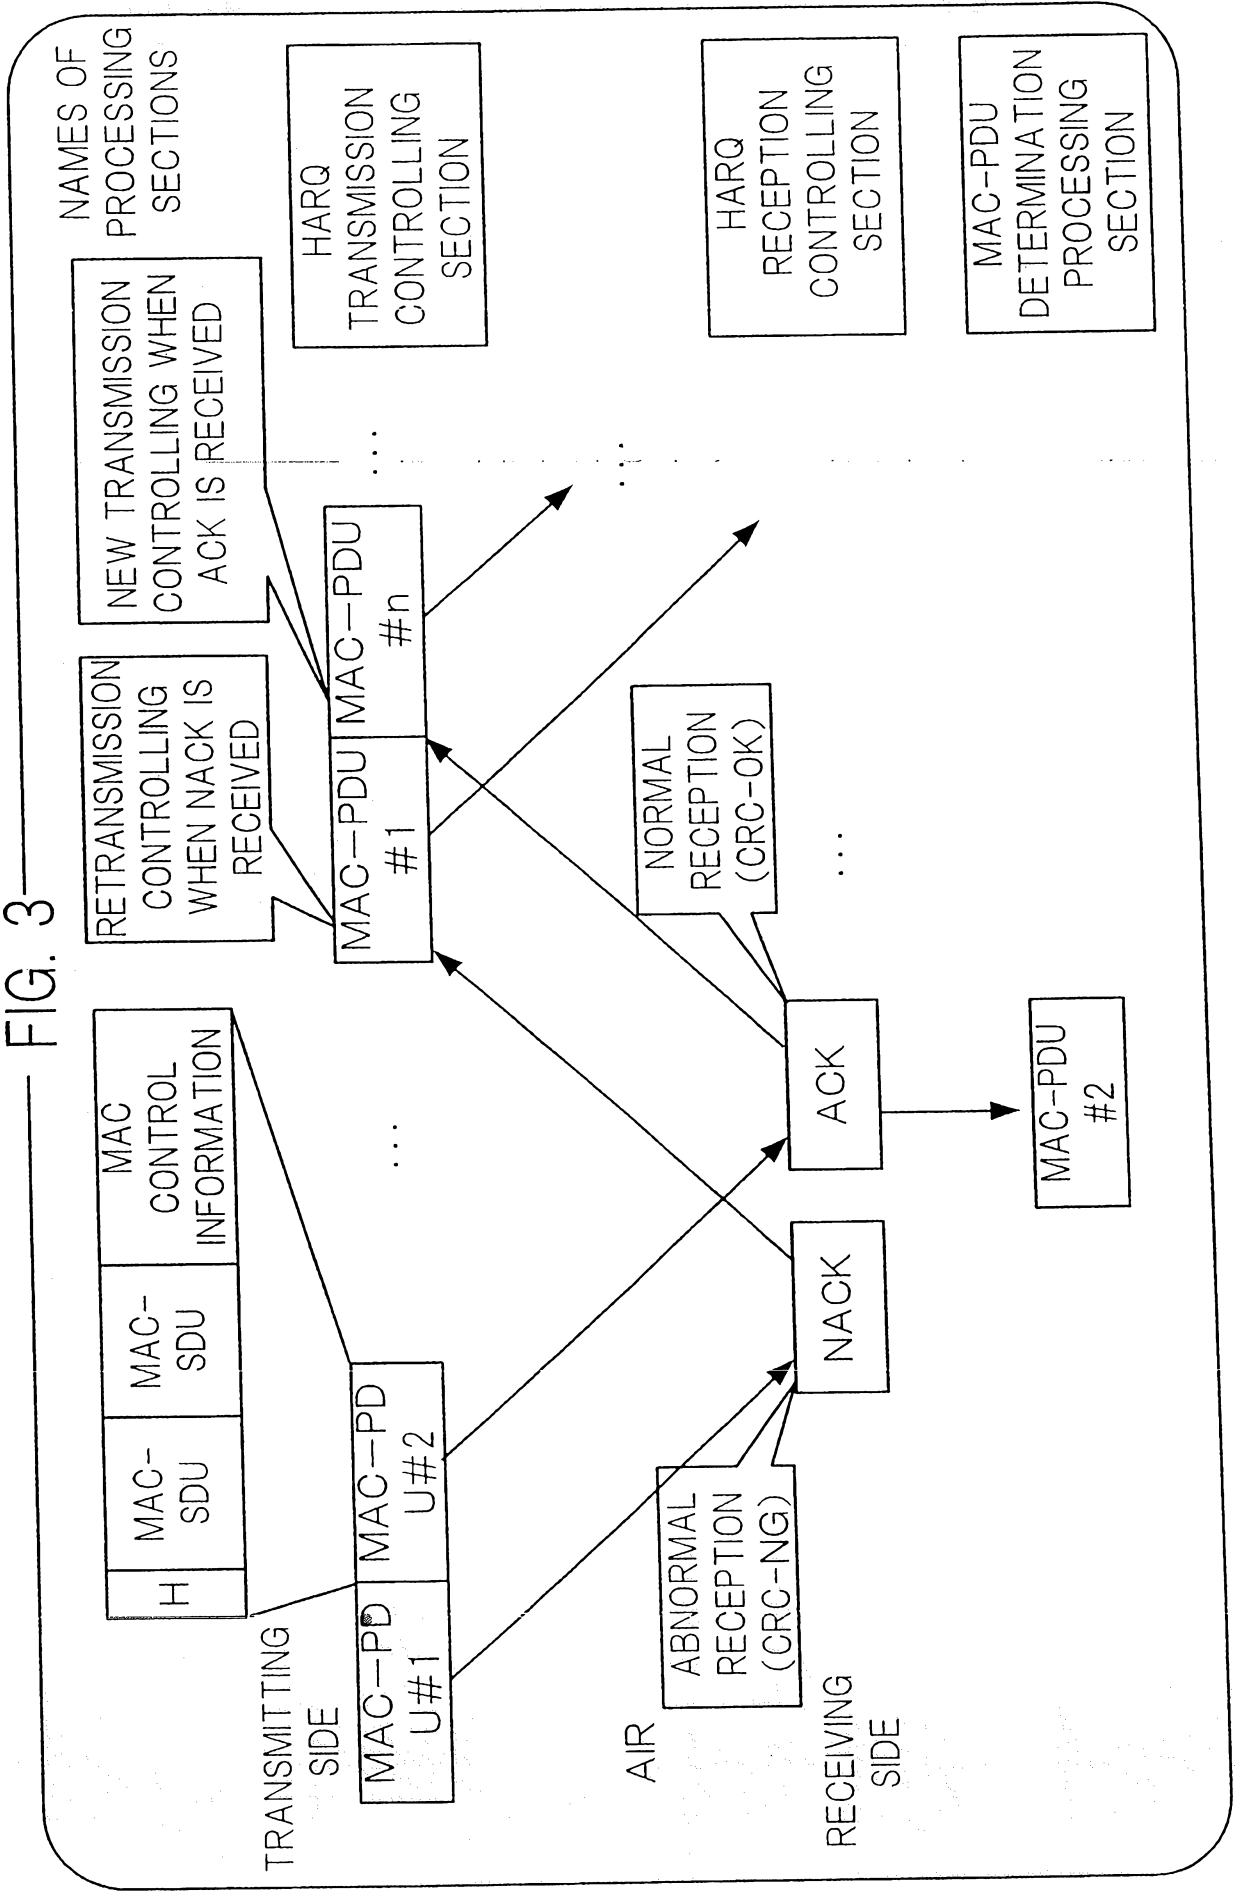 FIG. 3
H
MAC-
SDU
MAC-
SDU
MAC
CONTROL
INFORMATION
RETRANSMISSION
CONTROLLING
WHEN NACK IS
RECEIVED
NEW TRANSMISSION
CONTROLLING WHEN
ACK IS RECEIVED
NAMES OF
PROCESSING
SECTIONS
TRANSMITTING
SIDE
MAC-PD
U#1
MAC-PD
U#2
...
MAC-PDU
#1
MAC-PDU
#n
...
HARQ
TRANSMISSION
CONTROLLING
SECTION
AIR
ABNORMAL
RECEPTION
(CRC-NG)
NORMAL
RECEPTION
(CRC-OK)
...
RECEIVING
SIDE
NACK
ACK
...
HARQ
RECEPTION
CONTROLLING
SECTION
MAC-PDU
#2
MAC-PDU
DETERMINATION
PROCESSING
SECTION